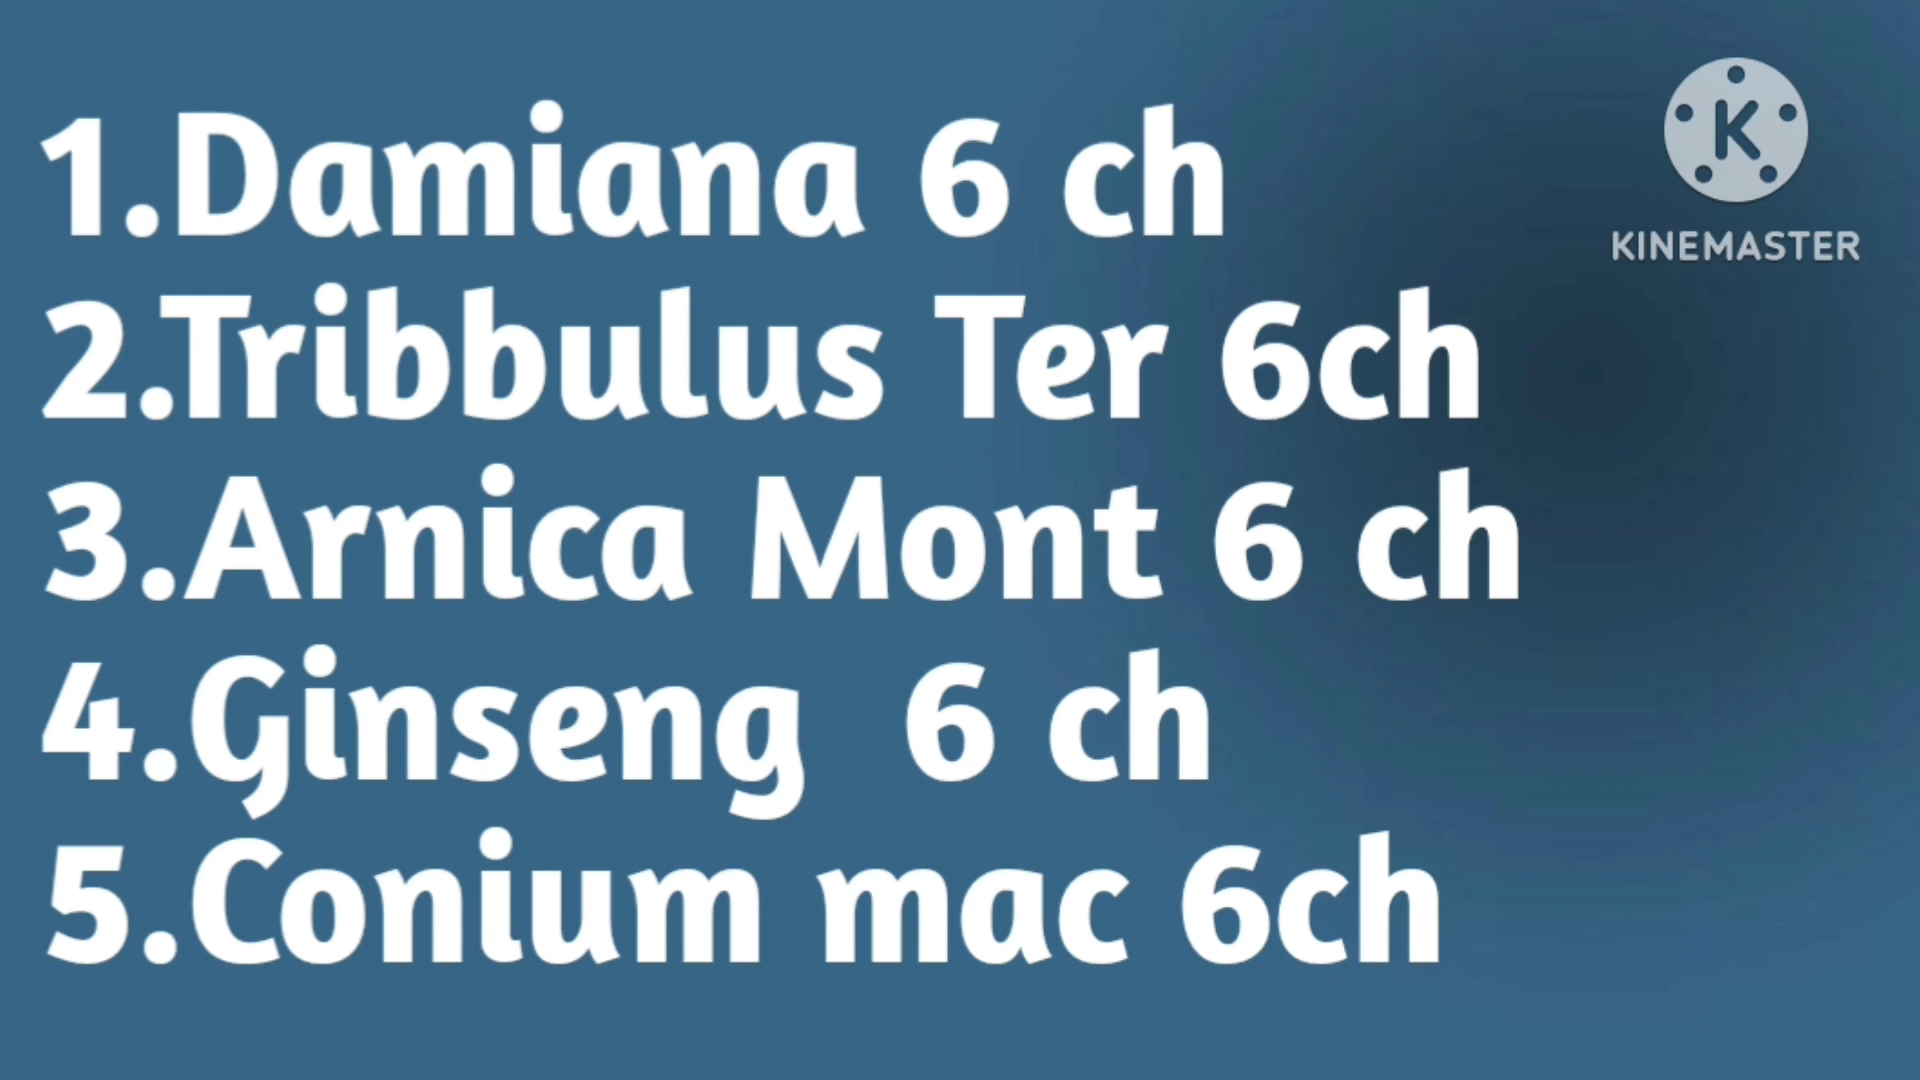 1.Damiana 6 ch
2.Tribbulus Ter 6ch
3.Arnica Mont 6 ch
4.Ginseng  6 ch
5.Conium mac 6ch
K
KINEMASTER